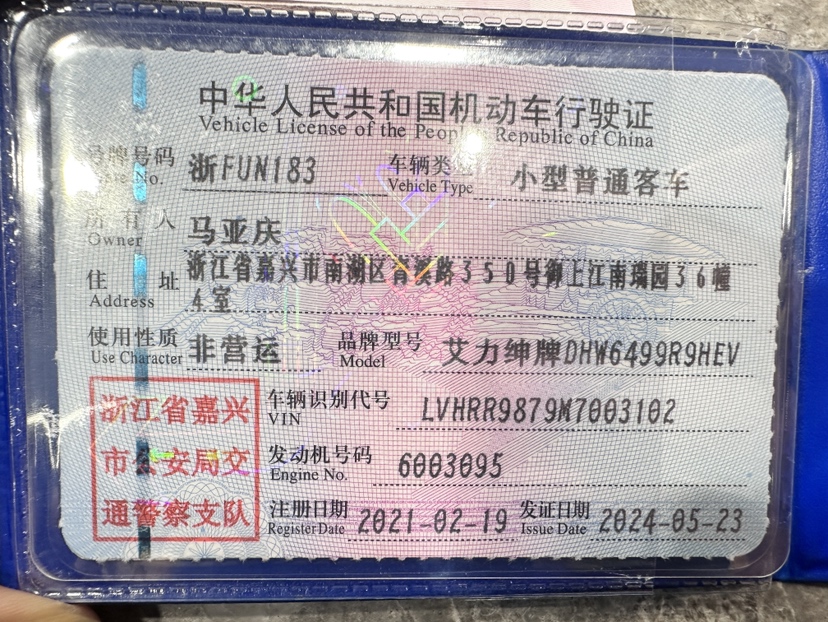 中华人民共和国机动车行驶证
Vehicle License of the People's Republic of China
号牌号码 浙FUN183 车辆类 小型普通客车
No. Vehicle Type
所有人 马亚庆
Owner
住址 浙江省嘉兴市南湖区 溪路350号御上江南瑞园36幢
Address 4室
使用性质 非营运 品牌型号 艾力绅牌DHW6499R9HEV
Use Character Model
浙江省嘉兴 车辆识别代号 LVHRR9879M7003102
VIN
市公安局交 发动机号码 6003095
Engine No.
通警察支队 注册日期 2021-02-19 发证日期 2024-05-23
Register Date Issue Date